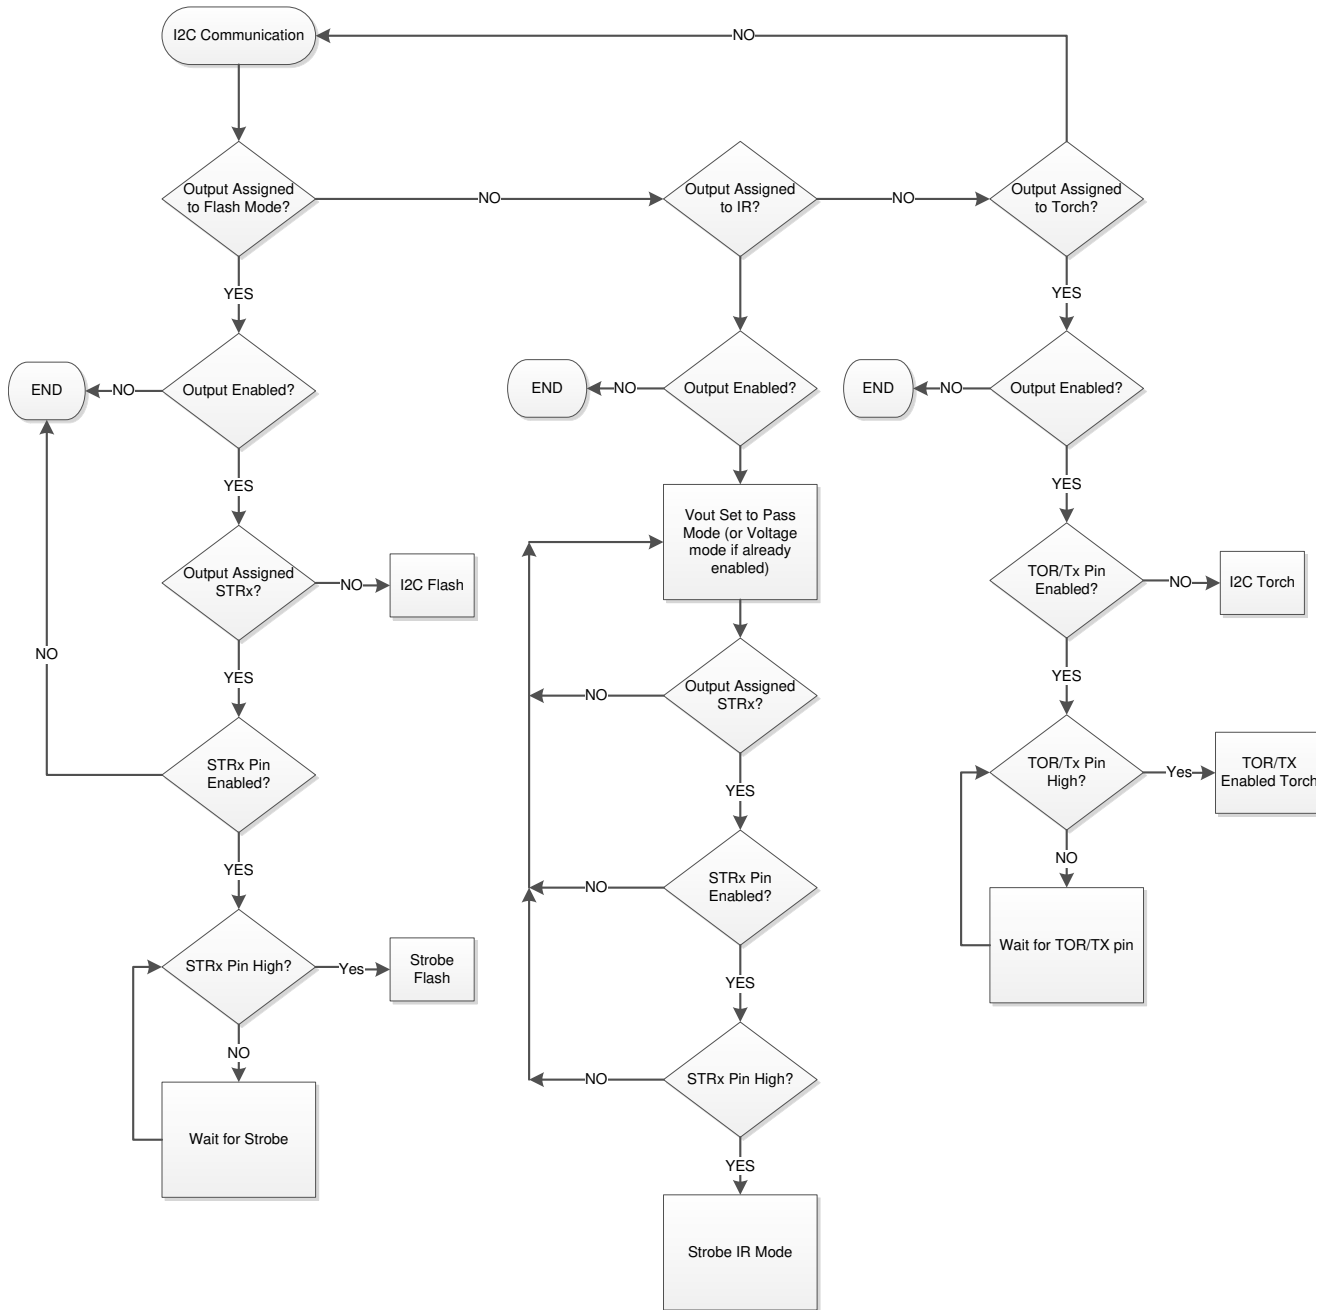 I2C Communication
NO
Output Assigned
to Flash Mode?
NO
Output Assigned
to IR?
NO
Output Assigned
to Torch?
YES
YES
END
NO
Output Enabled?
END
NO
Output Enabled?
END
NO
Output Enabled?
YES
YES
Vout Set to Pass
Mode (or Voltage
mode if already
enabled)
Output Assigned
STRx?
NO
I2C Flash
TOR/Tx Pin
Enabled?
NO
I2C Torch
NO
YES
Output Assigned
STRx?
NO
YES
STRx Pin
Enabled?
TOR/Tx Pin
High?
Yes
TOR/TX
Enabled Torch
YES
YES
NO
STRx Pin
Enabled?
NO
Wait for TOR/TX pin
STRx Pin High?
Yes
Strobe
Flash
YES
NO
STRx Pin High?
NO
Wait for Strobe
YES
Strobe IR Mode